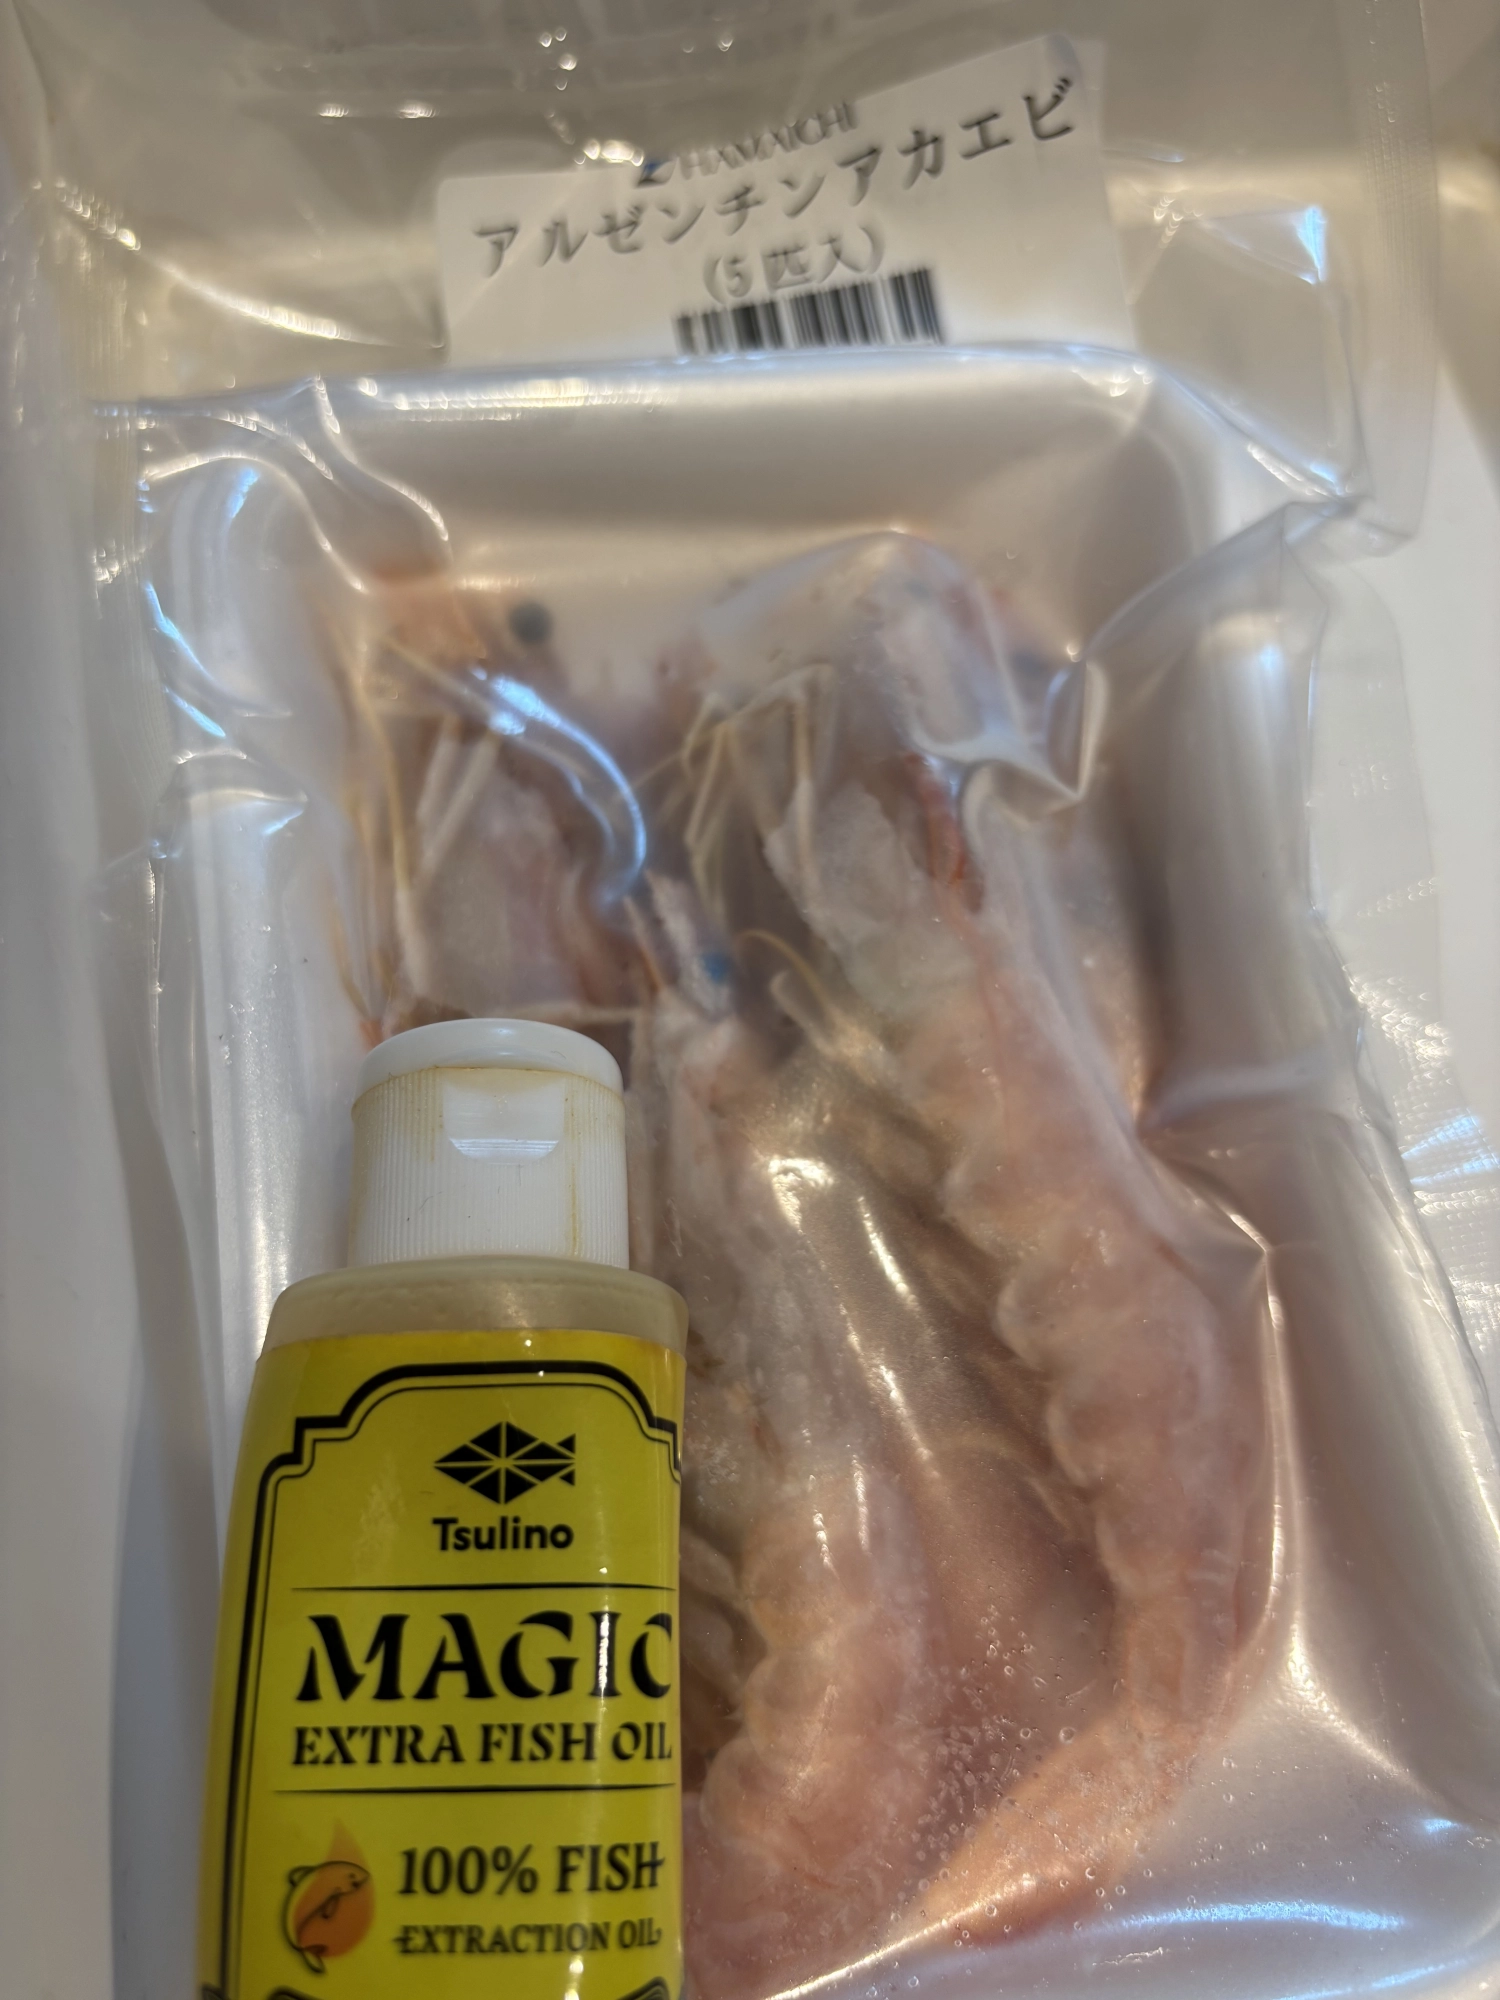 HAMAICHI
アルゼンチンアカエビ
(5匹入)
Tsulino
MAGIC
EXTRA FISH OIL
100% FISH
EXTRACTION OIL